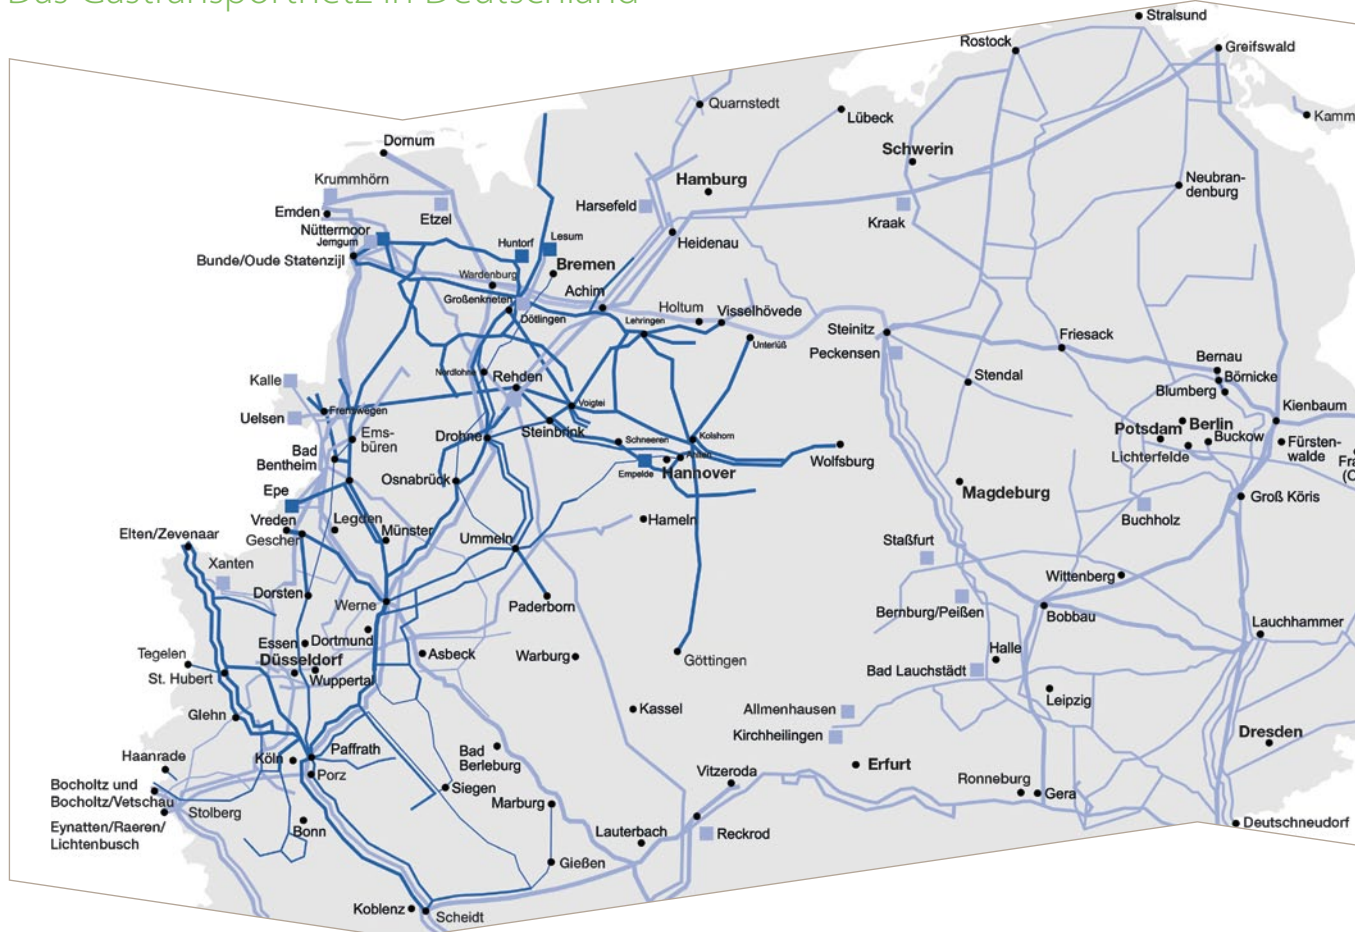 Das Gastransportnetz in Deutschland
Stralsund
Rostock
Greifswald
Quarnstedt
Lübeck
Kamm
Dornum
Schwerin
Krummhörn
Hamburg
Neubran-
denburg
Emden
Etzel
Harsefeld
Kraak
Nüttermoor
Jemgum
Huntorf
Lesum
Heidenau
Bunde/Oude Statenzijl
Bremen
Wardenburg
Achim
Großenkneten
Dötlingen
Holtum
Visselhövede
Lehringen
Unterlüß
Steinitz
Friesack
Peckensen
Bernau
Nordlohne
Rehden
Stendal
Börnicke
Kalle
Blumberg
Frenswegen
Voigtei
Kienbaum
Uelsen
Ems-
büren
Drohne
Steinbrink
Schneeren
Kolshorn
Potsdam
Berlin
Buckow
Fürsten-
walde
Bad
Bentheim
Ahlten
Lichterfelde
Wolfsburg
Fra
(O
Empelde
Hannover
Osnabrück
Epe
Magdeburg
Groß Köris
Vreden
Legden
Hameln
Buchholz
Gescher
Münster
Elten/Zevenaar
Ummeln
Staßfurt
Xanten
Wittenberg
Dorsten
Werne
Paderborn
Bernburg/Peißen
Bobbau
Lauchhammer
Essen
Dortmund
Tegelen
Düsseldorf
Asbeck
Warburg
Göttingen
Halle
St. Hubert
Wuppertal
Bad Lauchstädt
Leipzig
Glehn
Kassel
Allmenhausen
Kirchheilingen
Dresden
Haanrade
Köln
Paffrath
Bad
Berleburg
Erfurt
Porz
Vitzeroda
Ronneburg
Gera
Bocholtz und
Bocholtz/Vetschau
Siegen
Stolberg
Marburg
Eynatten/Raeren/
Lichtenbusch
Bonn
Lauterbach
Reckrod
Deutschneudorf
Gießen
Koblenz
Scheidt